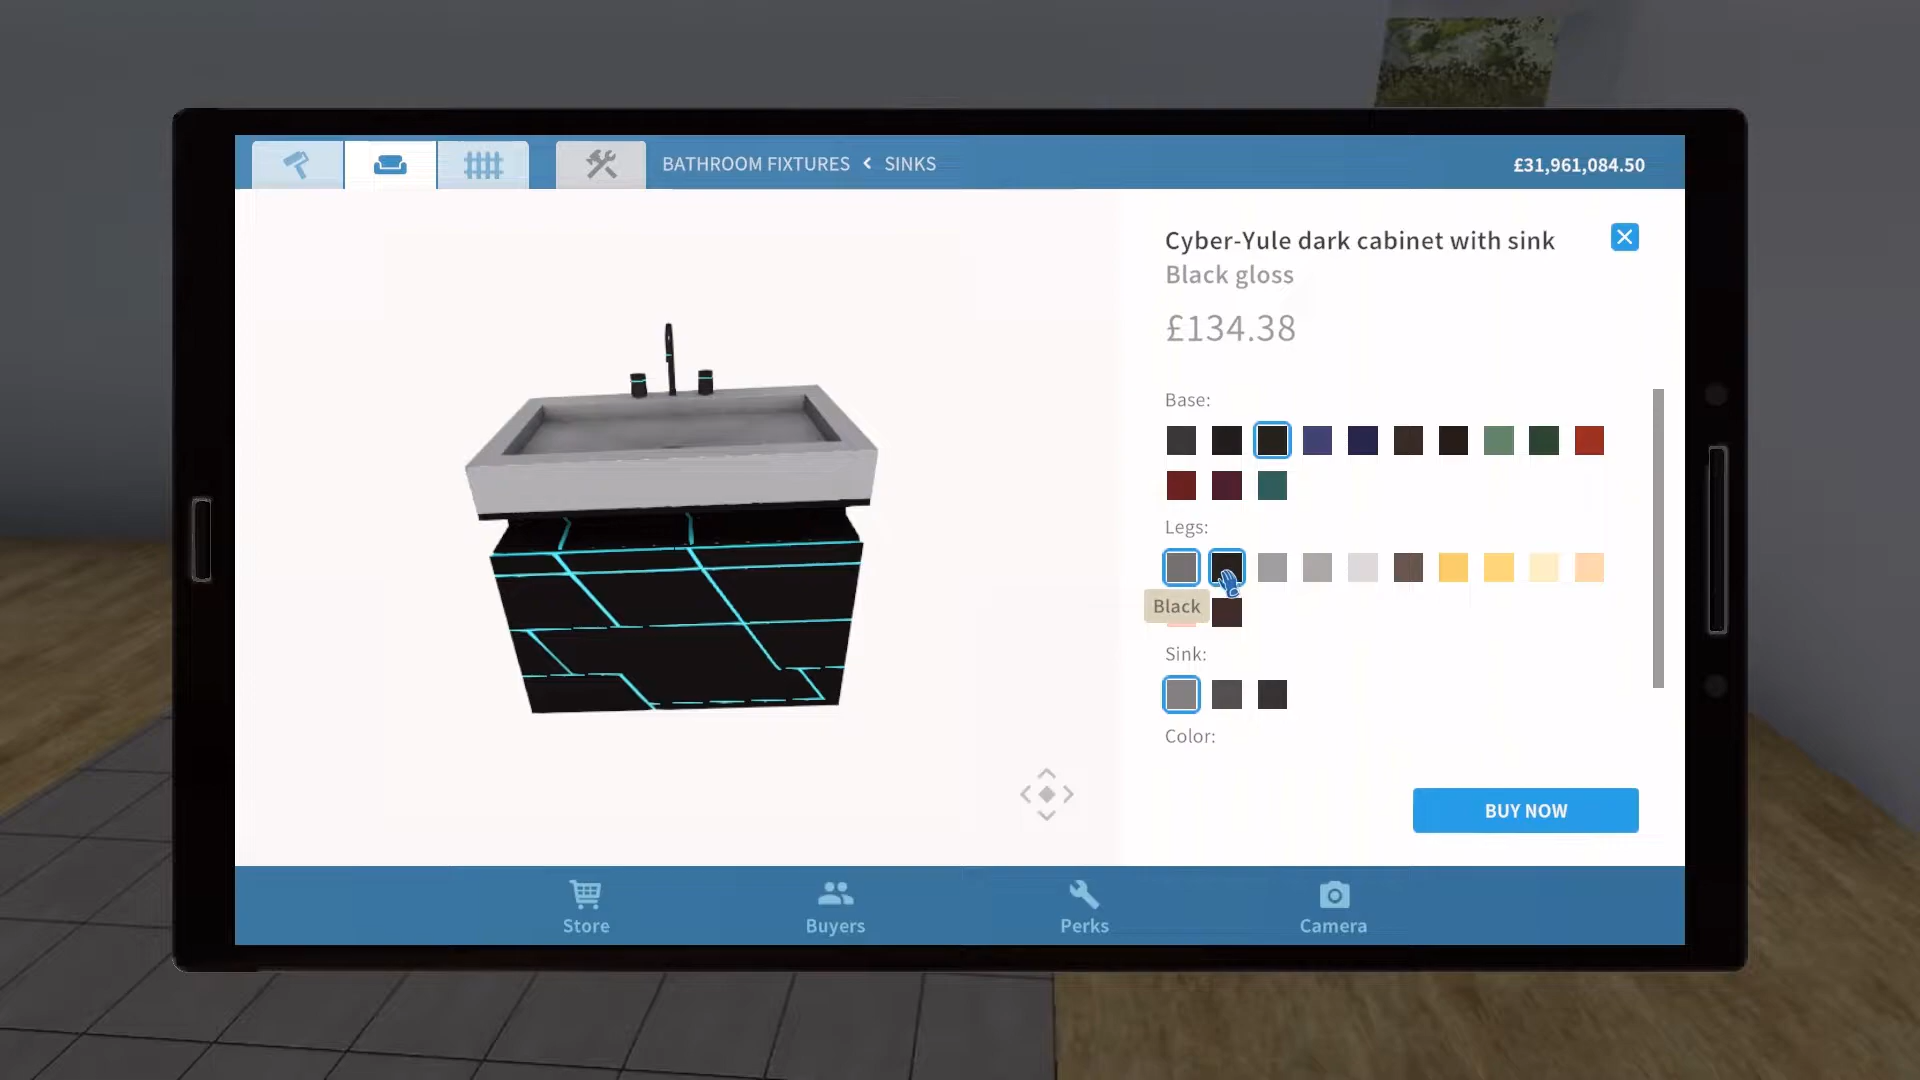 BATHROOM FIXTURES < SINKS
£31,961,084.50
Cyber-Yule dark cabinet with sink
Black gloss
£134.38
Base:
Legs:
Black
Sink:
Color:
BUY NOW
Store
Buyers
Perks
Camera